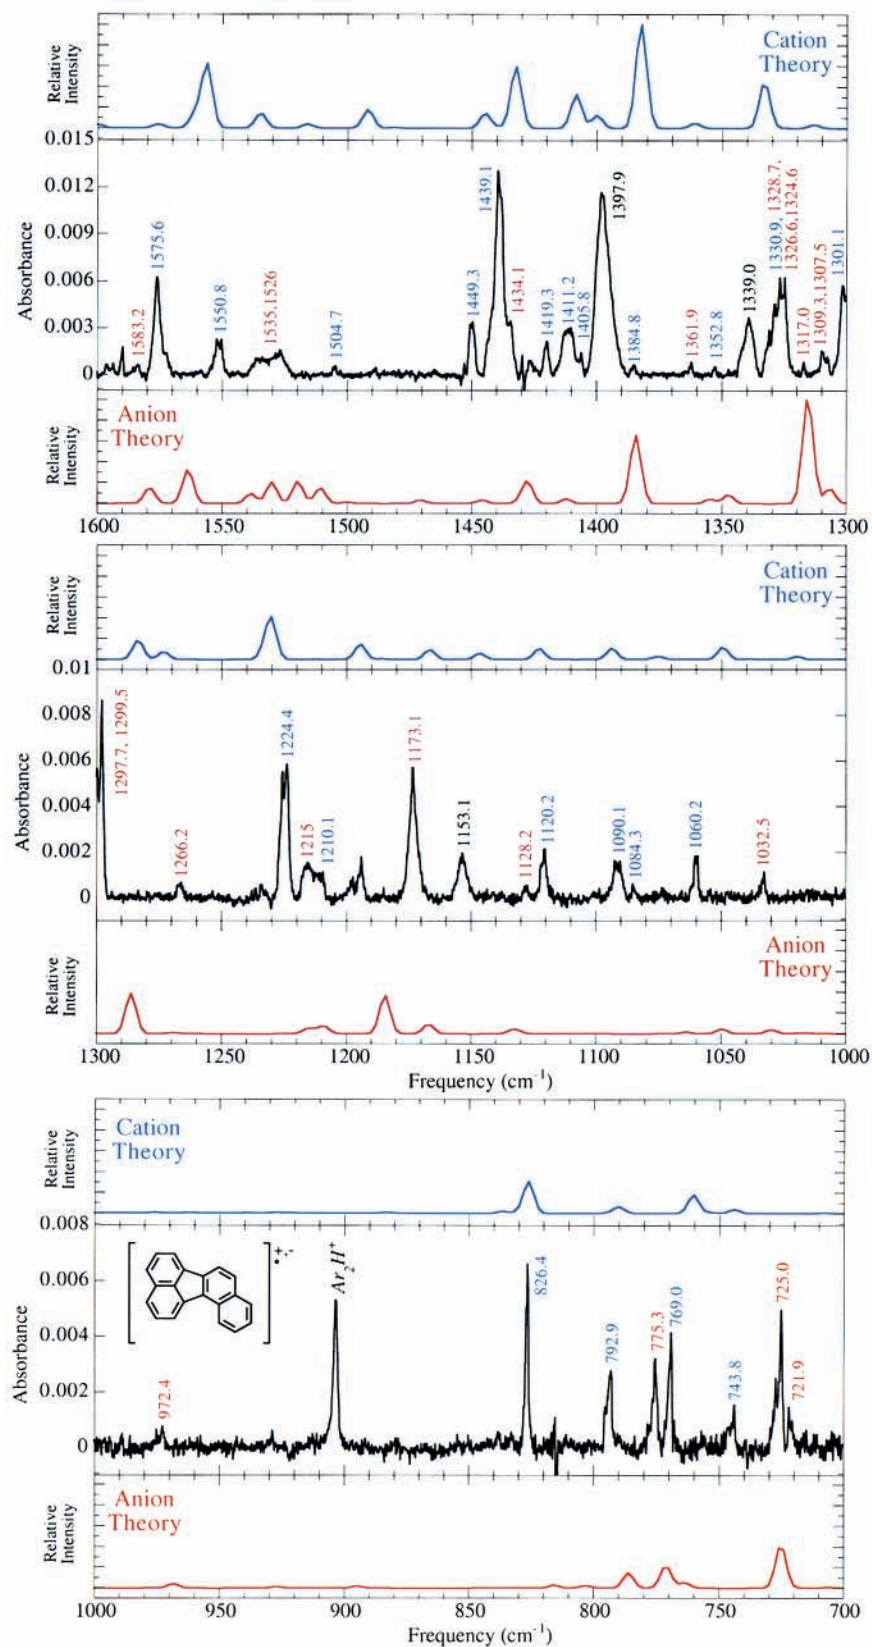 Relative
Intensity
Cation
Theory
0.015
0.012
0.009
0.006
0.003
0
Absorbance
1583.2
1575.6
1550.8
1535,1526
1504.7
1449.3
1439.1
1434.1
1419.3
1411.2
1405.8
1397.9
1384.8
1361.9
1352.8
1339.0
1330.9, 1328.7,
1326.6,1324.6
1317.0
1309.3,1307.5
1301.1
Relative
Intensity
Anion
Theory
1600 1550 1500 1450 1400 1350 1300
Relative
Intensity
Cation
Theory
0.01
0.008
0.006
0.004
0.002
0
Absorbance
1297.7, 1299.5
1266.2
1224.4
1215
1210.1
1173.1
1153.1
1128.2
1120.2
1090.1
1084.3
1060.2
1032.5
Relative
Intensity
Anion
Theory
1300 1250 1200 1150 1100 1050 1000
Frequency (cm-1)
Relative
Intensity
Cation
Theory
0.008
0.006
0.004
0.002
0
Absorbance
+,-
•
972.4
Ar2H+
826.4
792.9
775.3
769.0
743.8
725.0
721.9
Relative
Intensity
Anion
Theory
1000 950 900 850 800 750 700
Frequency (cm-1)